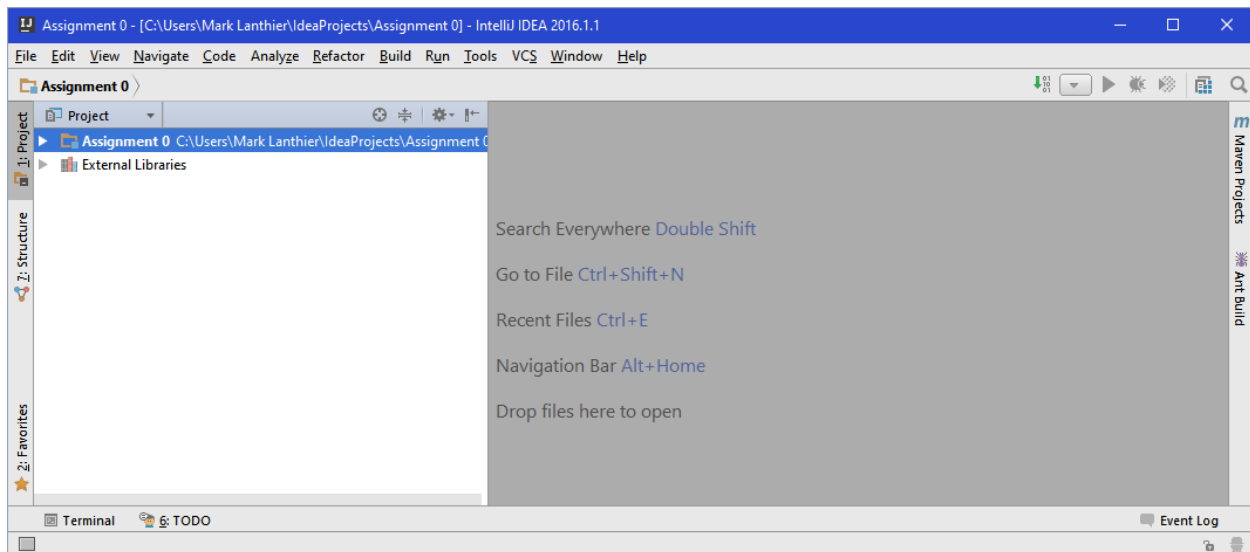 IJ Assignment 0 - [C:\Users\Mark Lanthier\IdeaProjects\Assignment 0] - IntelliJ IDEA 2016.1.1
File Edit View Navigate Code Analyze Refactor Build Run Tools VCS Window Help
Assignment 0
1: Project
Project
Assignment 0 C:\Users\Mark Lanthier\IdeaProjects\Assignment 0
External Libraries
7: Structure
2: Favorites
Search Everywhere Double Shift
Go to File Ctrl+Shift+N
Recent Files Ctrl+E
Navigation Bar Alt+Home
Drop files here to open
m Maven Projects
Ant Build
Terminal 6: TODO Event Log